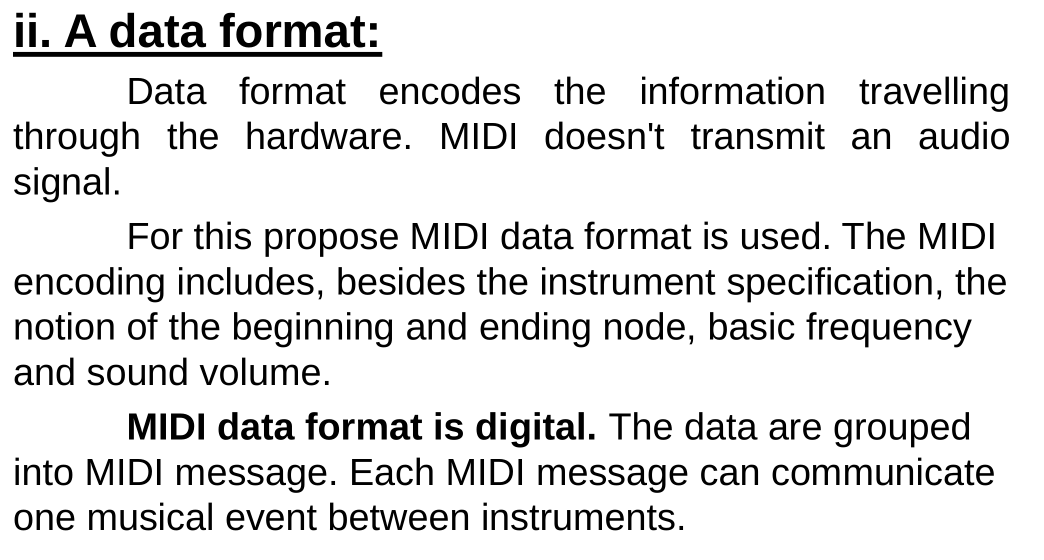 ii. A data format:
Data format encodes the information travelling
through the hardware. MIDI doesn't transmit an audio
signal.
For this propose MIDI data format is used. The MIDI
encoding includes, besides the instrument specification, the
notion of the beginning and ending node, basic frequency
and sound volume.
MIDI data format is digital. The data are grouped
into MIDI message. Each MIDI message can communicate
one musical event between instruments.